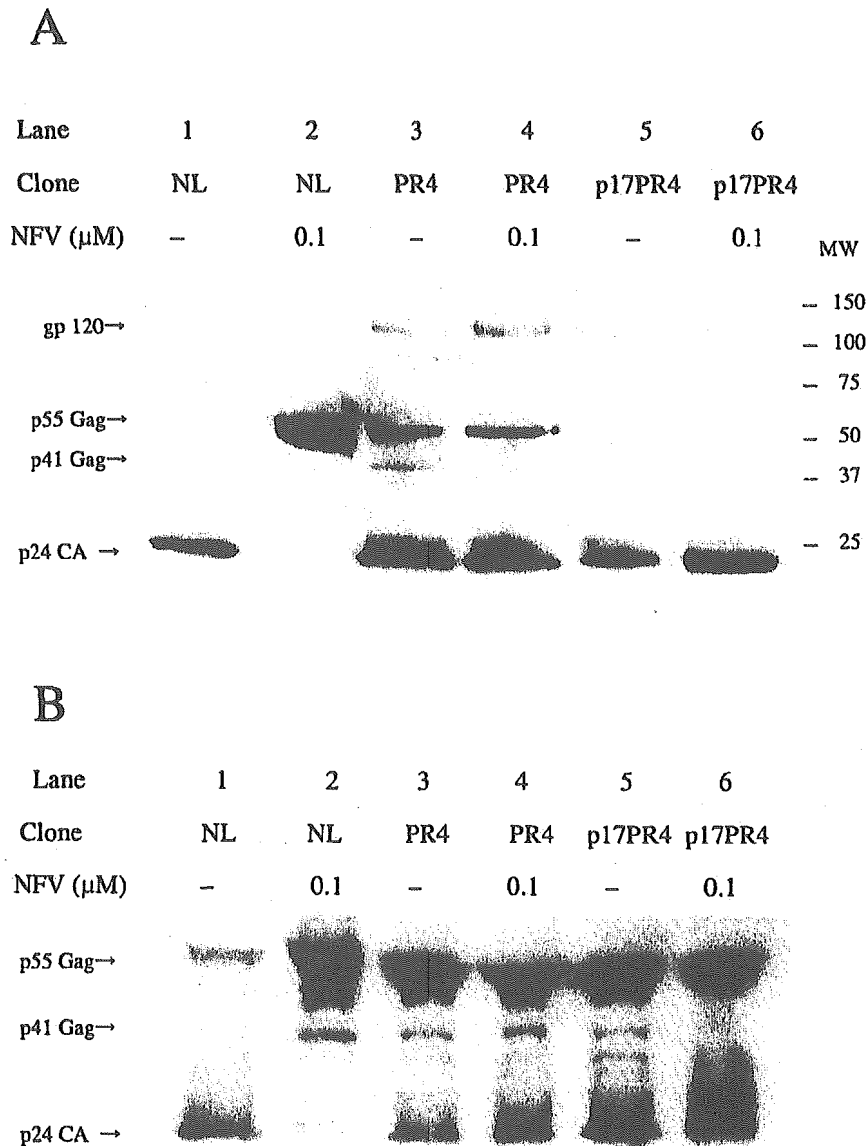 A
Lane 1 2 3 4 5 6
Clone NL NL PR4 PR4 p17PR4 p17PR4
NFV (µM) – 0.1 – 0.1 – 0.1
MW
– 150
gp 120→
– 100
– 75
p55 Gag→
– 50
p41 Gag→
– 37
– 25
p24 CA →
B
Lane 1 2 3 4 5 6
Clone NL NL PR4 PR4 p17PR4 p17PR4
NFV (µM) – 0.1 – 0.1 – 0.1
p55 Gag→
p41 Gag→
p24 CA →